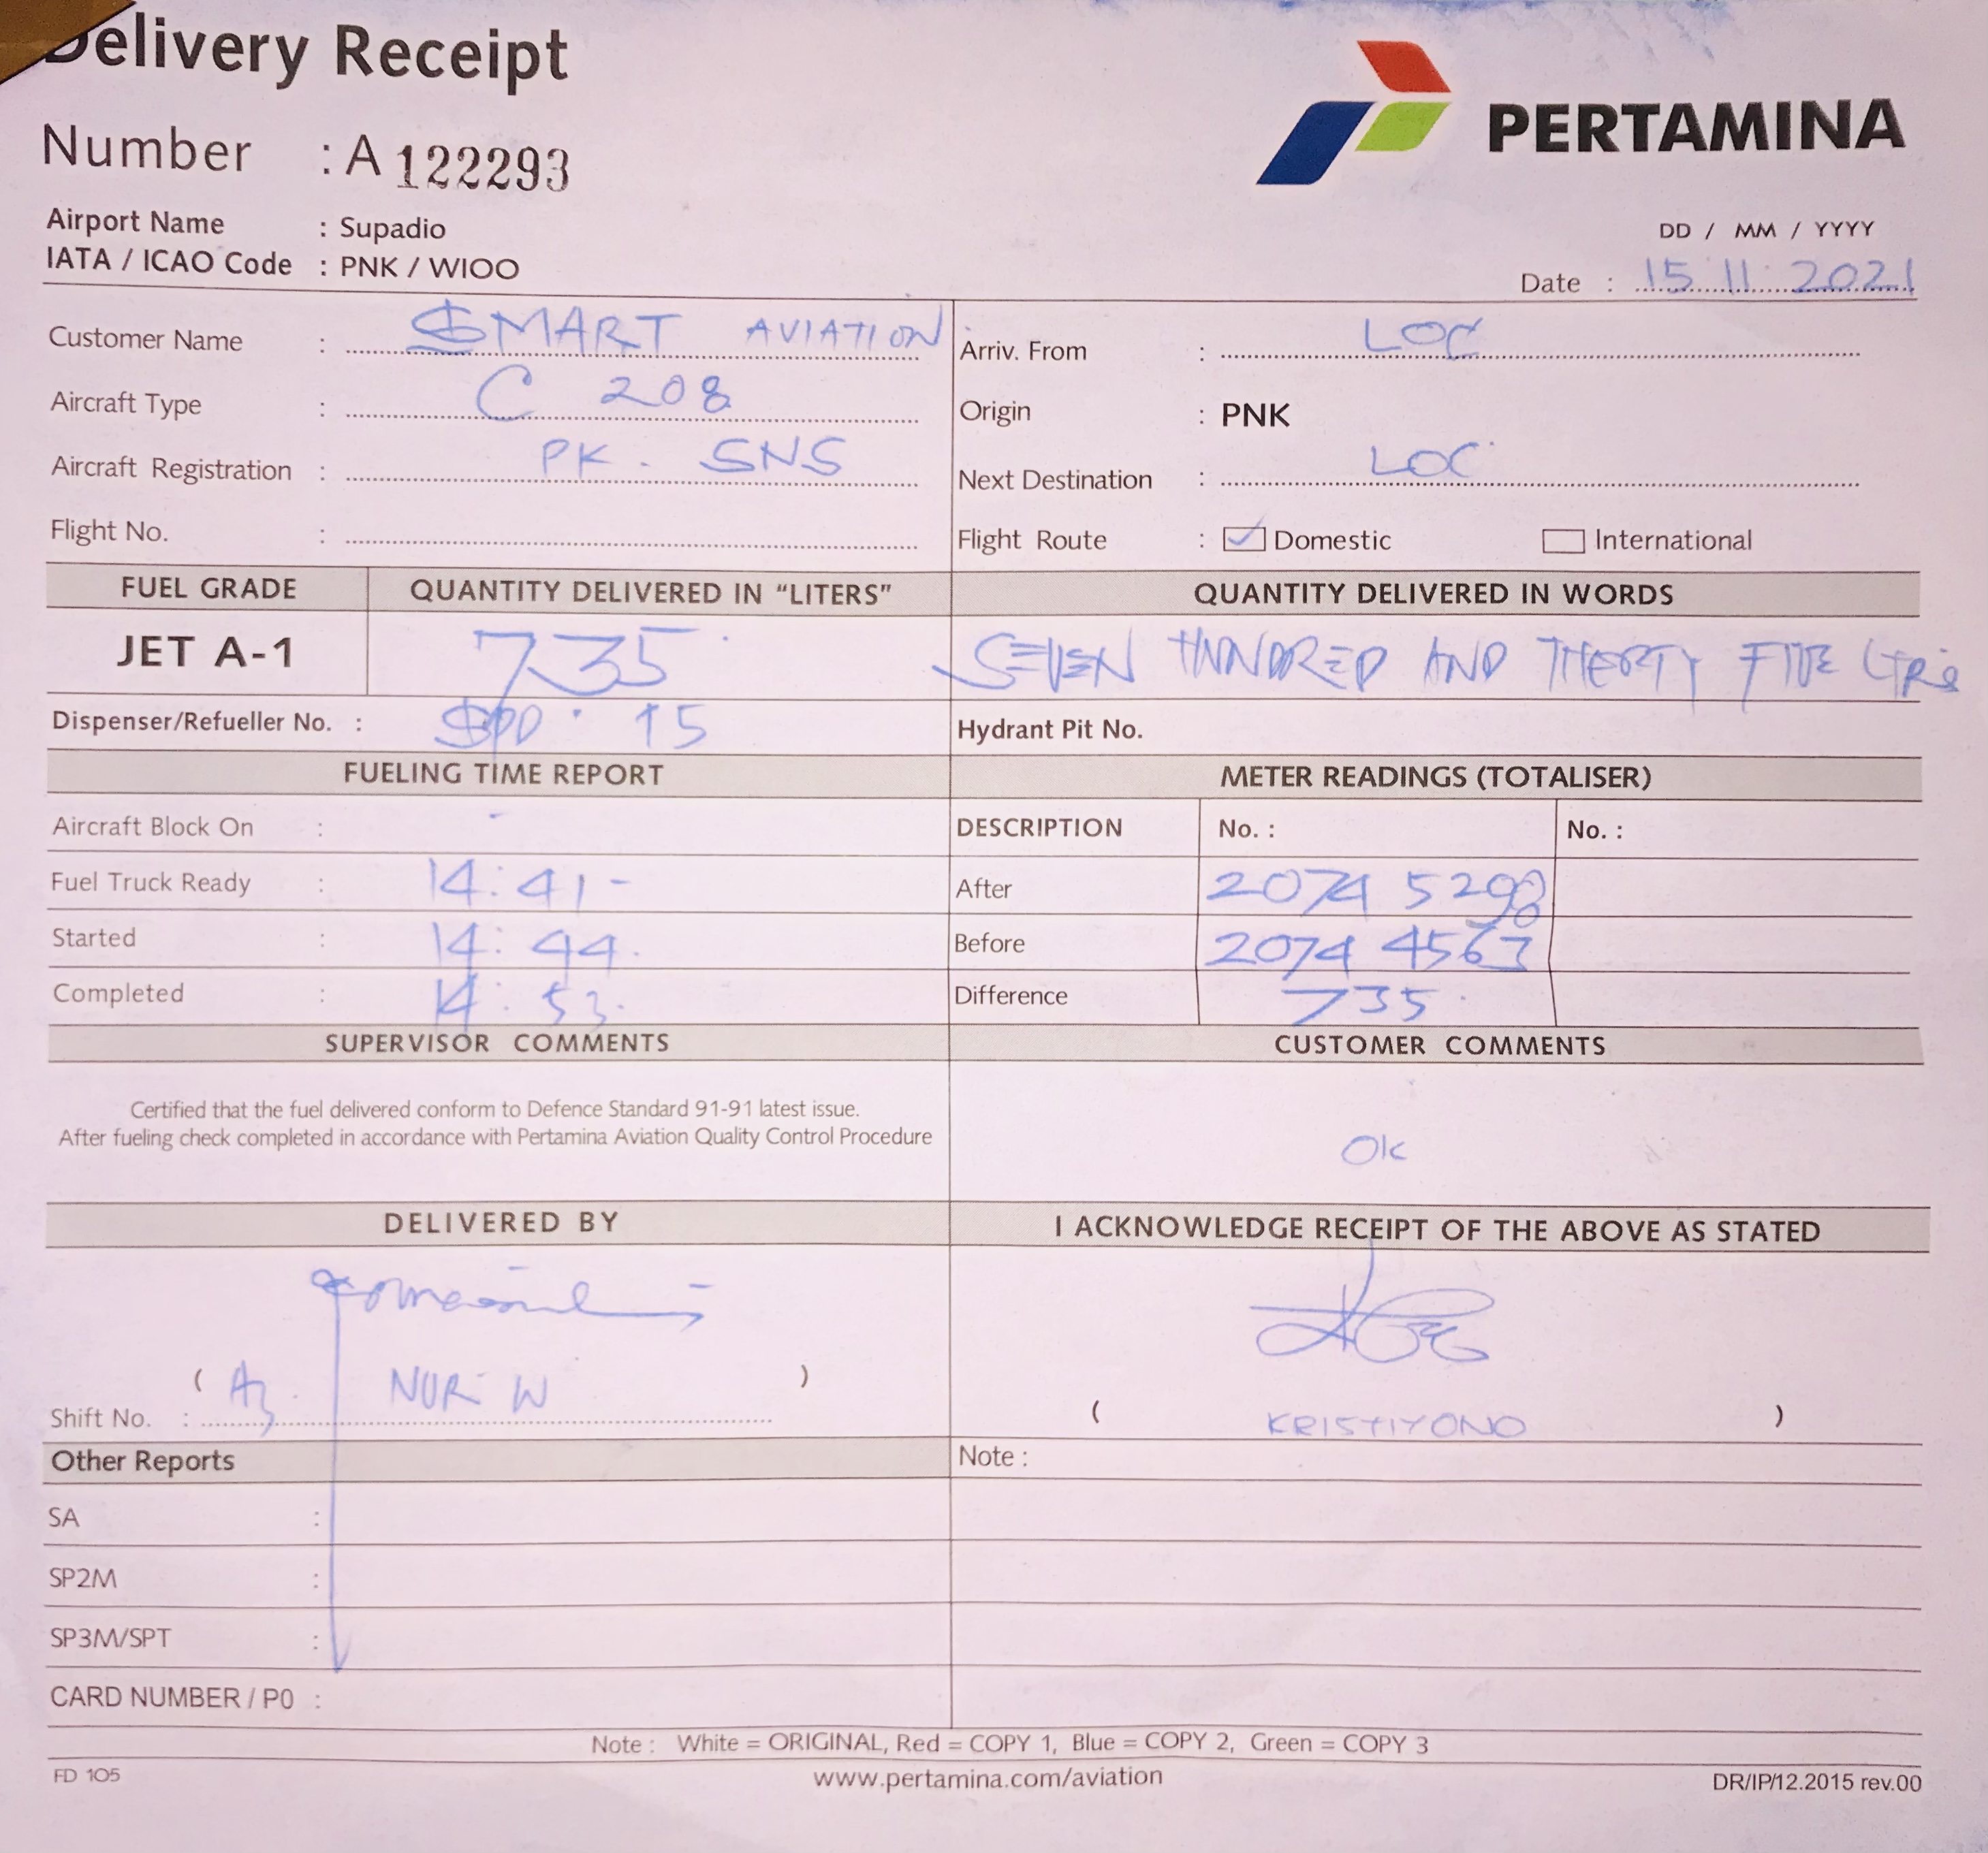 Delivery Receipt
PERTAMINA
Number : A 122293
Airport Name : Supadio
IATA / ICAO Code : PNK / WIOO
DD / MM / YYYY
Date : 15 11 2021
Customer Name : SMART AVIATION
Arriv. From : LOC
Aircraft Type : C 208
Origin : PNK
Aircraft Registration : PK - SNS
Next Destination : LOC
Flight No. :
Flight Route : Domestic International
FUEL GRADE QUANTITY DELIVERED IN "LITERS" QUANTITY DELIVERED IN WORDS
JET A-1 735 SEVEN HUNDRED AND THERTY FIVE LTRS
Dispenser/Refueller No. : 15 Hydrant Pit No.
FUELING TIME REPORT METER READINGS (TOTALISER)
Aircraft Block On : - DESCRIPTION No. : No. :
Fuel Truck Ready : 14:41- After 2074 5298
Started : 14:44. Before 2074 4563
Completed : 14:53. Difference 735.
SUPERVISOR COMMENTS CUSTOMER COMMENTS
Certified that the fuel delivered conform to Defence Standard 91-91 latest issue.
After fueling check completed in accordance with Pertamina Aviation Quality Control Procedure
Ok
DELIVERED BY I ACKNOWLEDGE RECEIPT OF THE ABOVE AS STATED
( NUR W )
Shift No. : ( KRISTIYONO )
Other Reports Note :
SA :
SP2M :
SP3M/SPT :
CARD NUMBER / P0 :
Note : White = ORIGINAL, Red = COPY 1, Blue = COPY 2, Green = COPY 3
FD 105 www.pertamina.com/aviation DR/IP/12.2015 rev.00